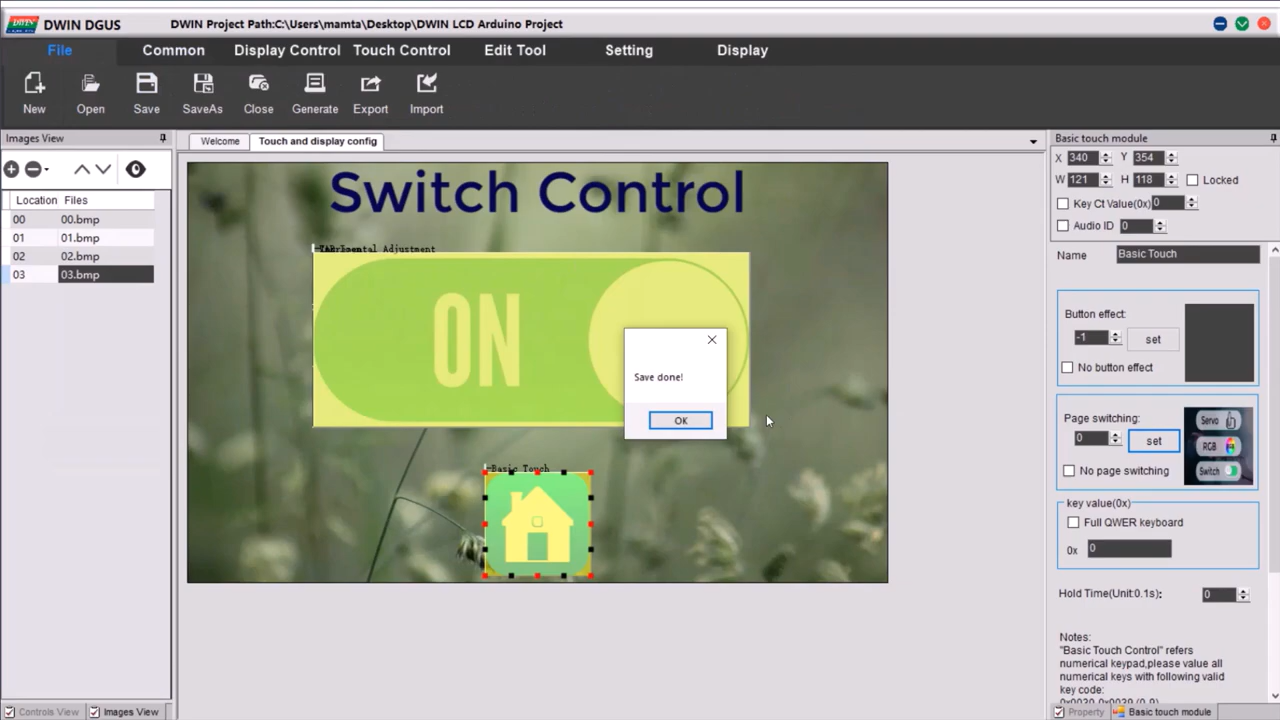 DWIN DWIN DGUS DWIN Project Path:C:\Users\mamta\Desktop\DWIN LCD Arduino Project
File Common Display Control Touch Control Edit Tool Setting Display
New Open Save SaveAs Close Generate Export Import
Images View
Welcome Touch and display config
Location Files
00 00.bmp
01 01.bmp
02 02.bmp
03 03.bmp
Switch Control
Adjustment
ON
Save done!
OK
Basic Touch
Basic touch module
X 340 Y 354
W 121 H 118 Locked
Key Ct Value(0x) 0
Audio ID 0
Name Basic Touch
Button effect:
-1 set
No button effect
Page switching:
0 set
No page switching
Servo
RGB
Switch
key value(0x)
Full QWER keyboard
0x 0
Hold Time(Unit:0.1s): 0
Notes:
"Basic Touch Control" refers
numerical keypad,please value all
numerical keys with following valid
key code:
0x0030-0x0039 (0-9)
Controls View Images View
Property Basic touch module